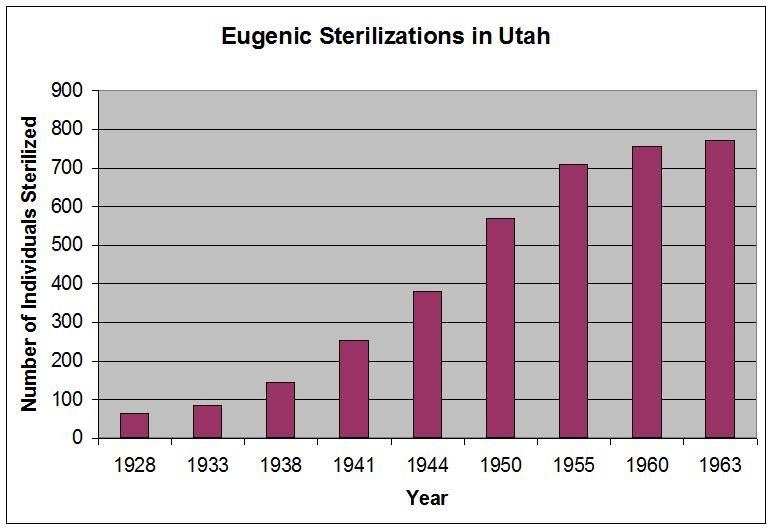 Eugenic Sterilizations in Utah
Number of Individuals Sterilized
900
800
700
600
500
400
300
200
100
0
1928 1933 1938 1941 1944 1950 1955 1960 1963
Year